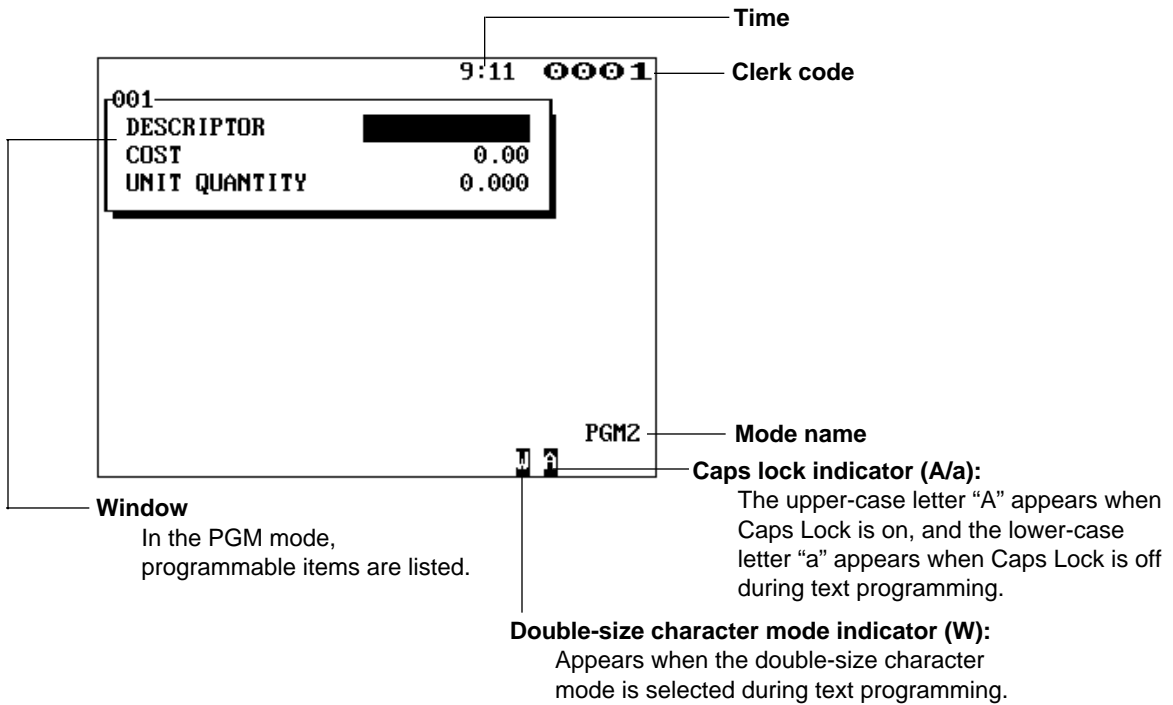 Time
9:11 0001
Clerk code
001
DESCRIPTOR
COST 0.00
UNIT QUANTITY 0.000
PGM2
Mode name
W A
Caps lock indicator (A/a):
The upper-case letter “A” appears when
Caps Lock is on, and the lower-case
letter “a” appears when Caps Lock is off
during text programming.
Window
In the PGM mode,
programmable items are listed.
Double-size character mode indicator (W):
Appears when the double-size character
mode is selected during text programming.